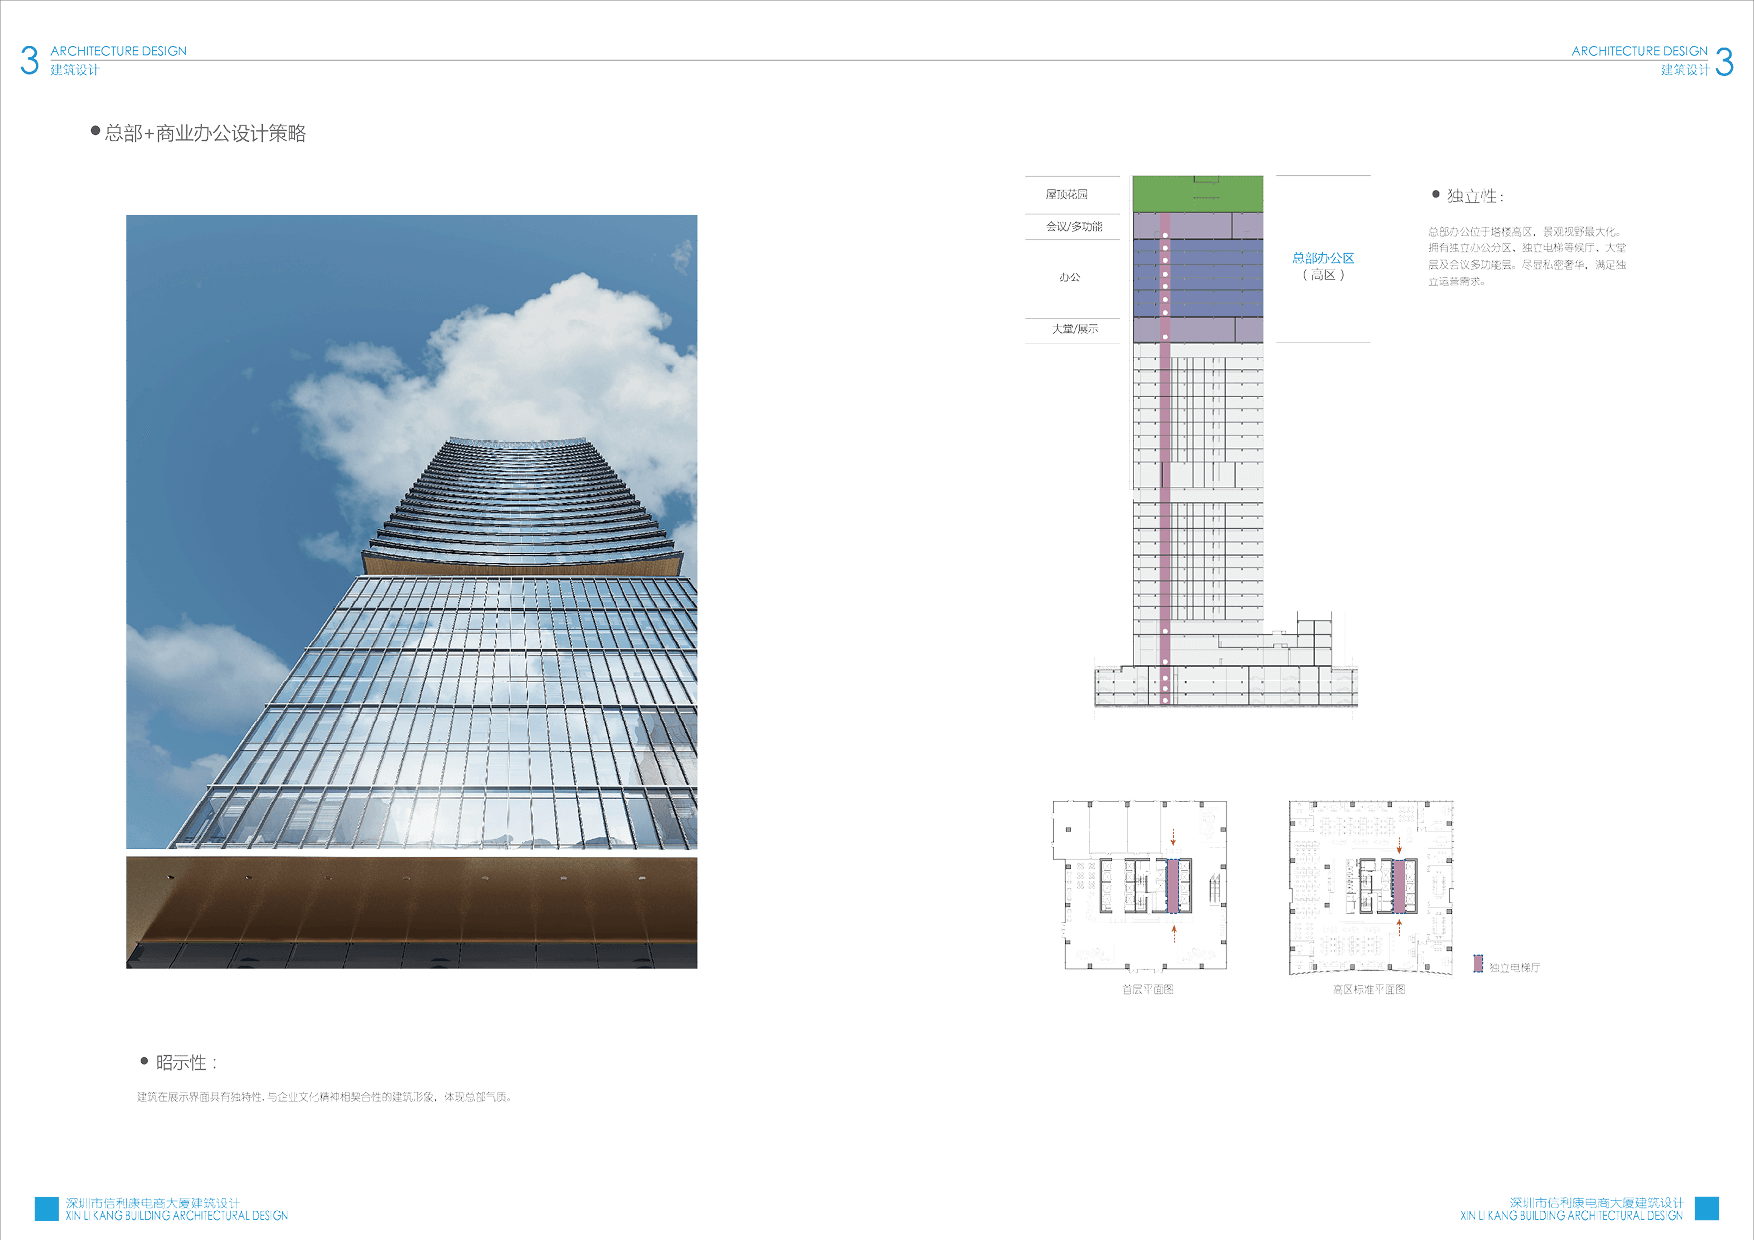 3
ARCHITECTURE DESIGN
建筑设计
ARCHITECTURE DESIGN
建筑设计
3
●总部+商业办公设计策略
屋顶花园
会议/多功能
办公
大堂/展示
总部办公区
（高区）
● 独立性：
总部办公位于塔楼高区，景观视野最大化。
拥有独立办公分区、独立电梯等候厅、大堂
层及会议多功能层。尽显私密奢华，满足独
立运营需求。
首层平面图
高区标准平面图
独立电梯厅
● 昭示性：
建筑在展示界面具有独特性，与企业文化精神相契合性的建筑形象，体现总部气质。
深圳市信利康电商大厦建筑设计
XIN LI KANG BUILDING ARCHITECTURAL DESIGN
深圳市信利康电商大厦建筑设计
XIN LI KANG BUILDING ARCHITECTURAL DESIGN